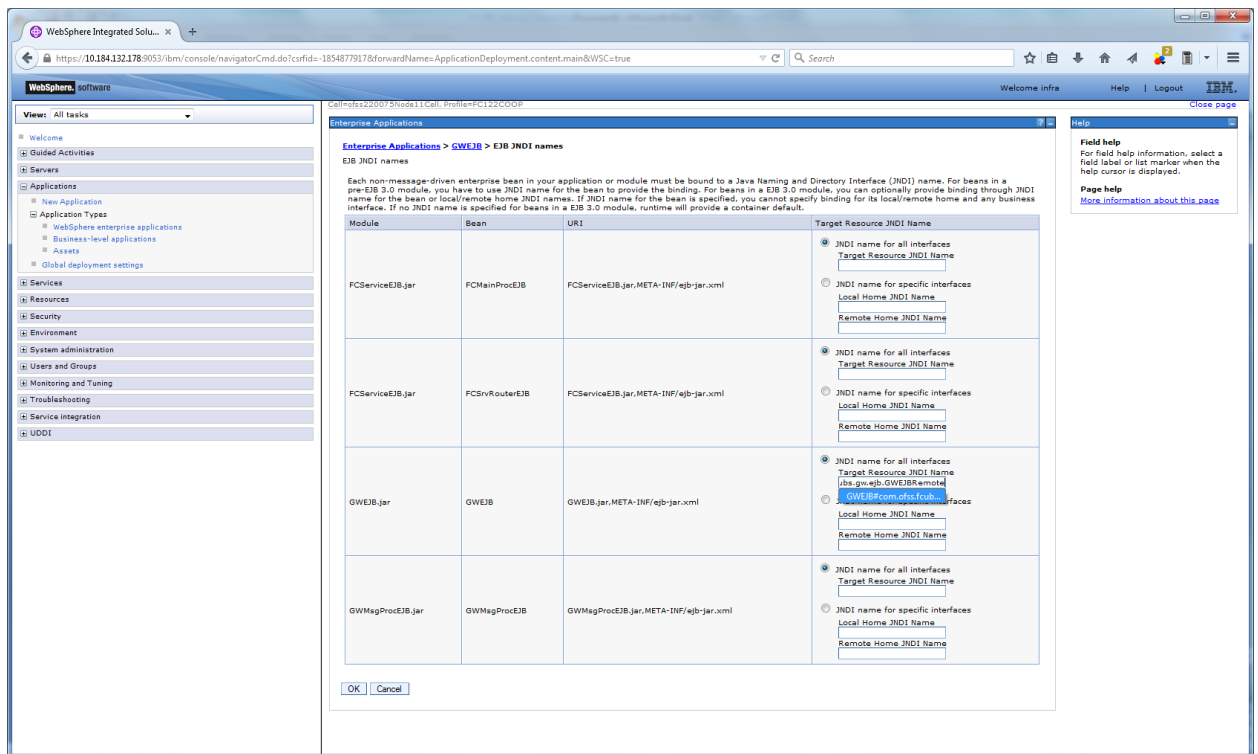 WebSphere Integrated Solu...
https://10.184.132.178:9053/ibm/console/navigatorCmd.do?csrfid=-1854877917&forwardName=ApplicationDeployment.content.main&WSC=true
Search
2
WebSphere. software
Welcome infra
Help | Logout
IBM.
View: All tasks
Welcome
Guided Activities
Servers
Applications
New Application
Application Types
WebSphere enterprise applications
Business-level applications
Assets
Global deployment settings
Services
Resources
Security
Environment
System administration
Users and Groups
Monitoring and Tuning
Troubleshooting
Service integration
UDDI
Cell=ofss220075Node11Cell, Profile=FC122COOP
Close page
Enterprise Applications
? -
Enterprise Applications > GWEJB > EJB JNDI names
EJB JNDI names
Each non-message-driven enterprise bean in your application or module must be bound to a Java Naming and Directory Interface (JNDI) name. For beans in a
pre-EJB 3.0 module, you have to use JNDI name for the bean to provide the binding. For beans in a EJB 3.0 module, you can optionally provide binding through JNDI
name for the bean or local/remote home JNDI names. If JNDI name for the bean is specified, you cannot specify binding for its local/remote home and any business
interface. If no JNDI name is specified for beans in a EJB 3.0 module, runtime will provide a container default.
Module Bean URI Target Resource JNDI Name
FCServiceEJB.jar FCMainProcEJB FCServiceEJB.jar,META-INF/ejb-jar.xml
JNDI name for all interfaces
Target Resource JNDI Name
JNDI name for specific interfaces
Local Home JNDI Name
Remote Home JNDI Name
FCServiceEJB.jar FCSrvRouterEJB FCServiceEJB.jar,META-INF/ejb-jar.xml
JNDI name for all interfaces
Target Resource JNDI Name
JNDI name for specific interfaces
Local Home JNDI Name
Remote Home JNDI Name
GWEJB.jar GWEJB GWEJB.jar,META-INF/ejb-jar.xml
JNDI name for all interfaces
Target Resource JNDI Name
ubs.gw.ejb.GWEJBRemote
GWEJB#com.ofss.fcub...
Local Home JNDI Name
Remote Home JNDI Name
GWMsgProcEJB.jar GWMsgProcEJB GWMsgProcEJB.jar,META-INF/ejb-jar.xml
JNDI name for all interfaces
Target Resource JNDI Name
JNDI name for specific interfaces
Local Home JNDI Name
Remote Home JNDI Name
OK Cancel
Help
Field help
For field help information, select a
field label or list marker when the
help cursor is displayed.
Page help
More information about this page